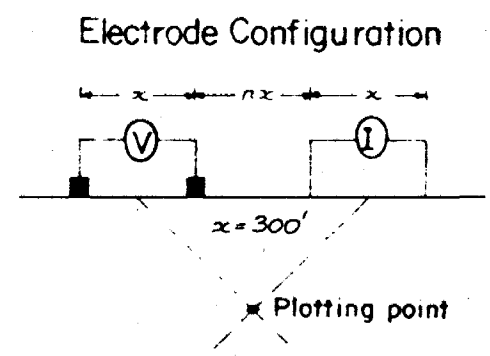 Electrode Configuration
x nx x
V I
x = 300'
Plotting point